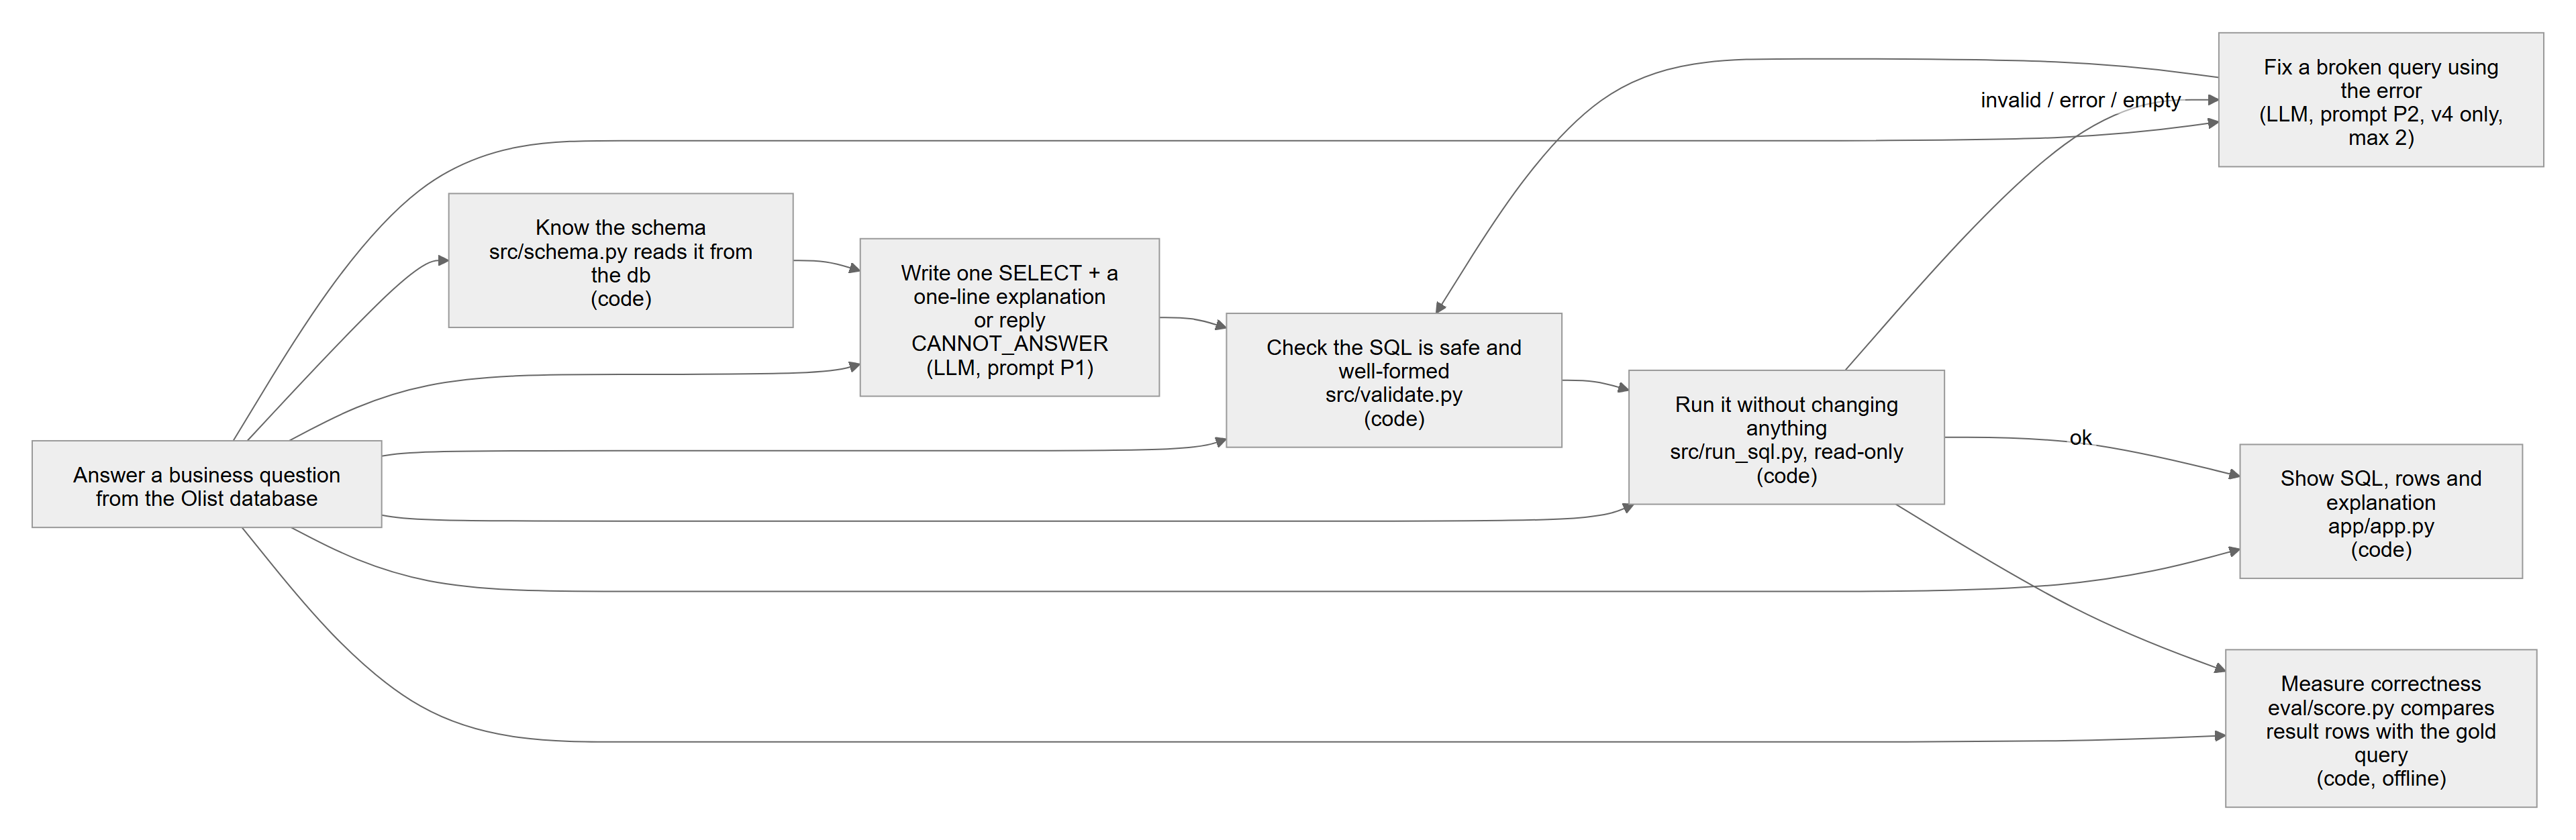 Answer a business question
from the Olist database
Know the schema
src/schema.py reads it from
the db
(code)
Write one SELECT + a
one-line explanation
or reply
CANNOT_ANSWER
(LLM, prompt P1)
Check the SQL is safe and
well-formed
src/validate.py
(code)
Run it without changing
anything
src/run_sql.py, read-only
(code)
invalid / error / empty
Fix a broken query using
the error
(LLM, prompt P2, v4 only,
max 2)
ok
Show SQL, rows and
explanation
app/app.py
(code)
Measure correctness
eval/score.py compares
result rows with the gold
query
(code, offline)